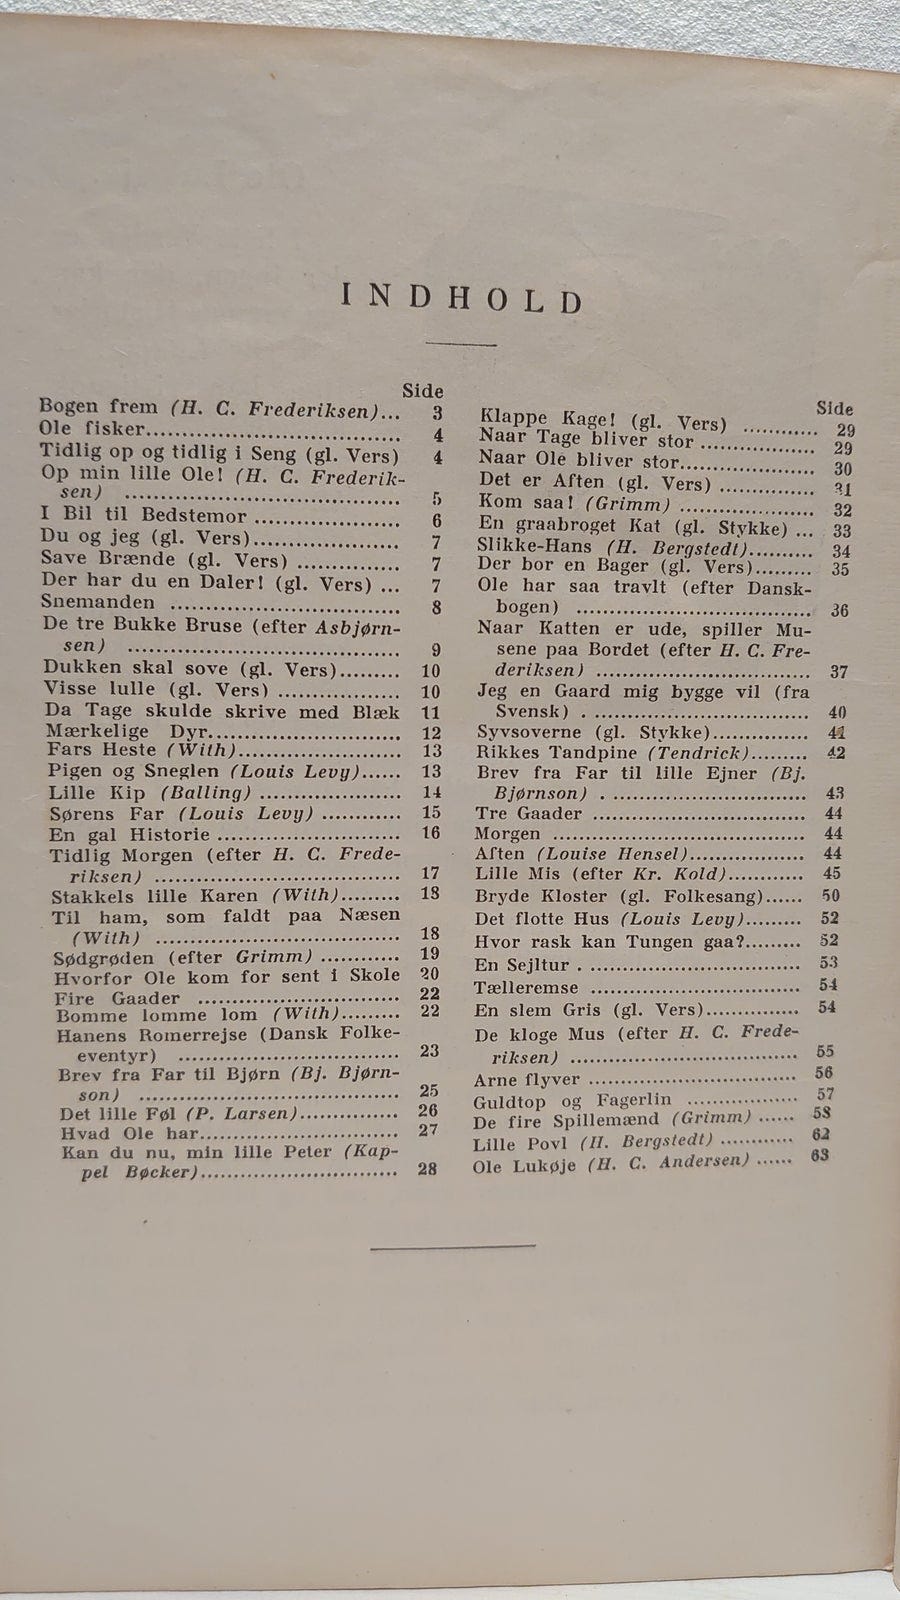 INDHOLD
Side
Bogen frem (H. C. Frederiksen)... 3
Ole fisker....................................... 4
Tidlig op og tidlig i Seng (gl. Vers) 4
Op min lille Ole! (H. C. Frederik-
sen) .......................................... 5
I Bil til Bedstemor ...................... 6
Du og jeg (gl. Vers)...................... 7
Save Brænde (gl. Vers) ............... 7
Der har du en Daler! (gl. Vers) ... 7
Snemanden ................................... 8
De tre Bukke Bruse (efter Asbjørn-
sen) .......................................... 9
Dukken skal sove (gl. Vers)......... 10
Visse lulle (gl. Vers) ................... 10
Da Tage skulde skrive med Blæk 11
Mærkelige Dyr............................. 12
Fars Heste (With)......................... 13
Pigen og Sneglen (Louis Levy)...... 13
Lille Kip (Balling) ...................... 14
Sørens Far (Louis Levy) ............ 15
En gal Historie ............................ 16
Tidlig Morgen (efter H. C. Frede-
riksen) ..................................... 17
Stakkels lille Karen (With)......... 18
Til ham, som faldt paa Næsen
(With) ..................................... 18
Sødgrøden (efter Grimm) ............ 19
Hvorfor Ole kom for sent i Skole 20
Fire Gaader ............................... 22
Bomme lomme lom (With)......... 22
Hanens Romerrejse (Dansk Folke-
eventyr) .................................. 23
Brev fra Far til Bjørn (Bj. Bjørn-
son) ........................................ 25
Det lille Føl (P. Larsen)............... 26
Hvad Ole har............................... 27
Kan du nu, min lille Peter (Kap-
pel Bøcker)............................... 28
Side
Klappe Kage! (gl. Vers) ............ 29
Naar Tage bliver stor .................. 29
Naar Ole bliver stor..................... 30
Det er Aften (gl. Vers) ............... 31
Kom saa! (Grimm) ..................... 32
En graabroget Kat (gl. Stykke) ... 33
Slikke-Hans (H. Bergstedt).......... 34
Der bor en Bager (gl. Vers)......... 35
Ole har saa travlt (efter Dansk-
bogen) ..................................... 36
Naar Katten er ude, spiller Mu-
sene paa Bordet (efter H. C. Fre-
deriksen) .................................. 37
Jeg en Gaard mig bygge vil (fra
Svensk) . .................................. 40
Syvsoverne (gl. Stykke)............... 41
Rikkes Tandpine (Tendrick)......... 42
Brev fra Far til lille Ejner (Bj.
Bjørnson) . ............................... 43
Tre Gaader ................................. 44
Morgen ....................................... 44
Aften (Louise Hensel)................... 44
Lille Mis (efter Kr. Kold)............ 45
Bryde Kloster (gl. Folkesang)...... 50
Det flotte Hus (Louis Levy)......... 52
Hvor rask kan Tungen gaa?......... 52
En Sejltur . ................................. 53
Tælleremse .................................. 54
En slem Gris (gl. Vers)............... 54
De kloge Mus (efter H. C. Frede-
riksen) ..................................... 55
Arne flyver .................................. 56
Guldtop og Fagerlin .................. 57
De fire Spillemænd (Grimm) ...... 58
Lille Povl (H. Bergstedt) ............ 62
Ole Lukøje (H. C. Andersen) ...... 63